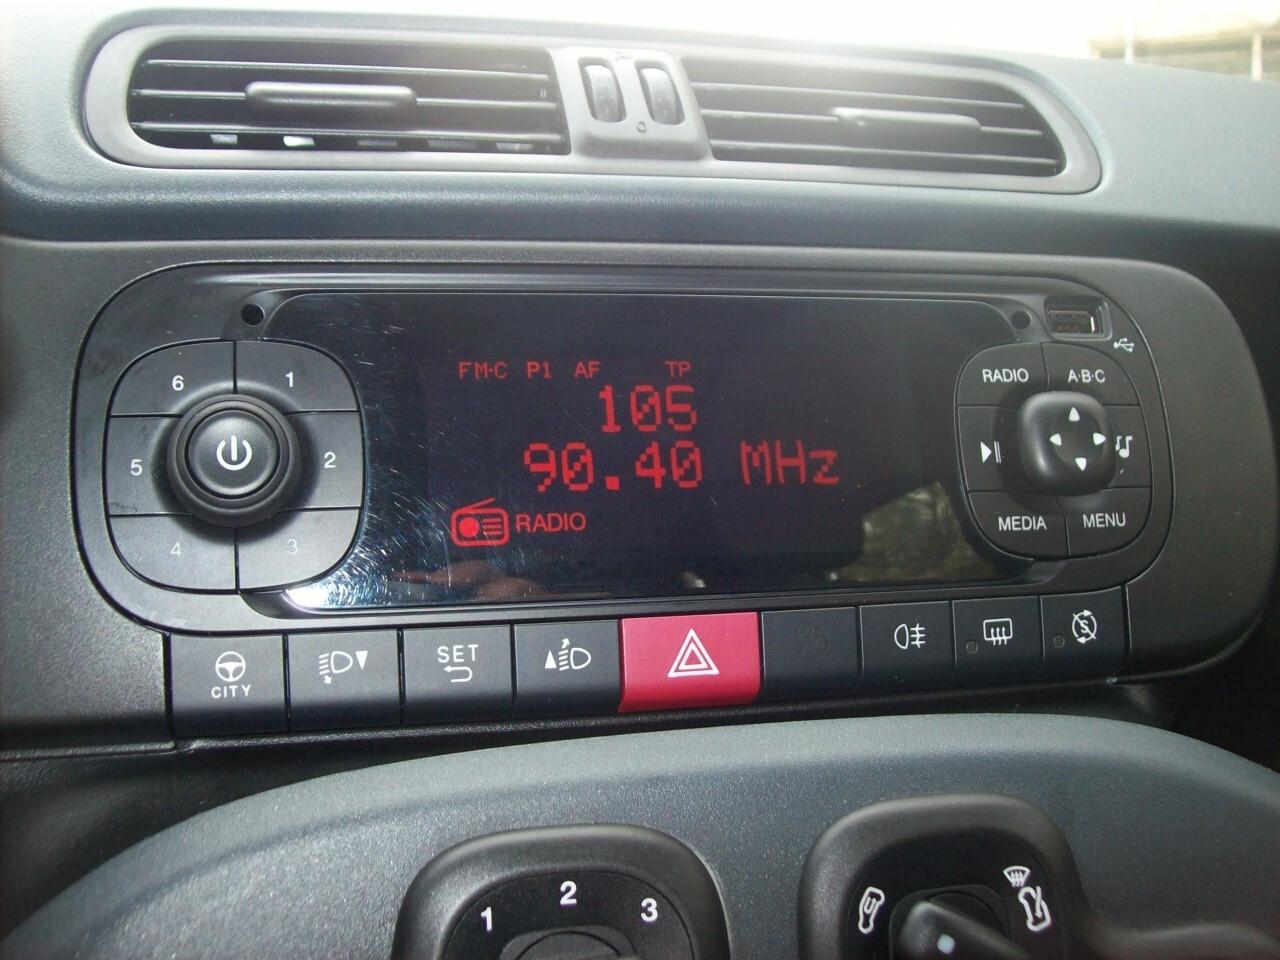 FM-C P1 AF TP
105
90.40 MHz
RADIO
6 1
5 2
4 3
RADIO A·B·C
MEDIA MENU
CITY
SET
1 2 3